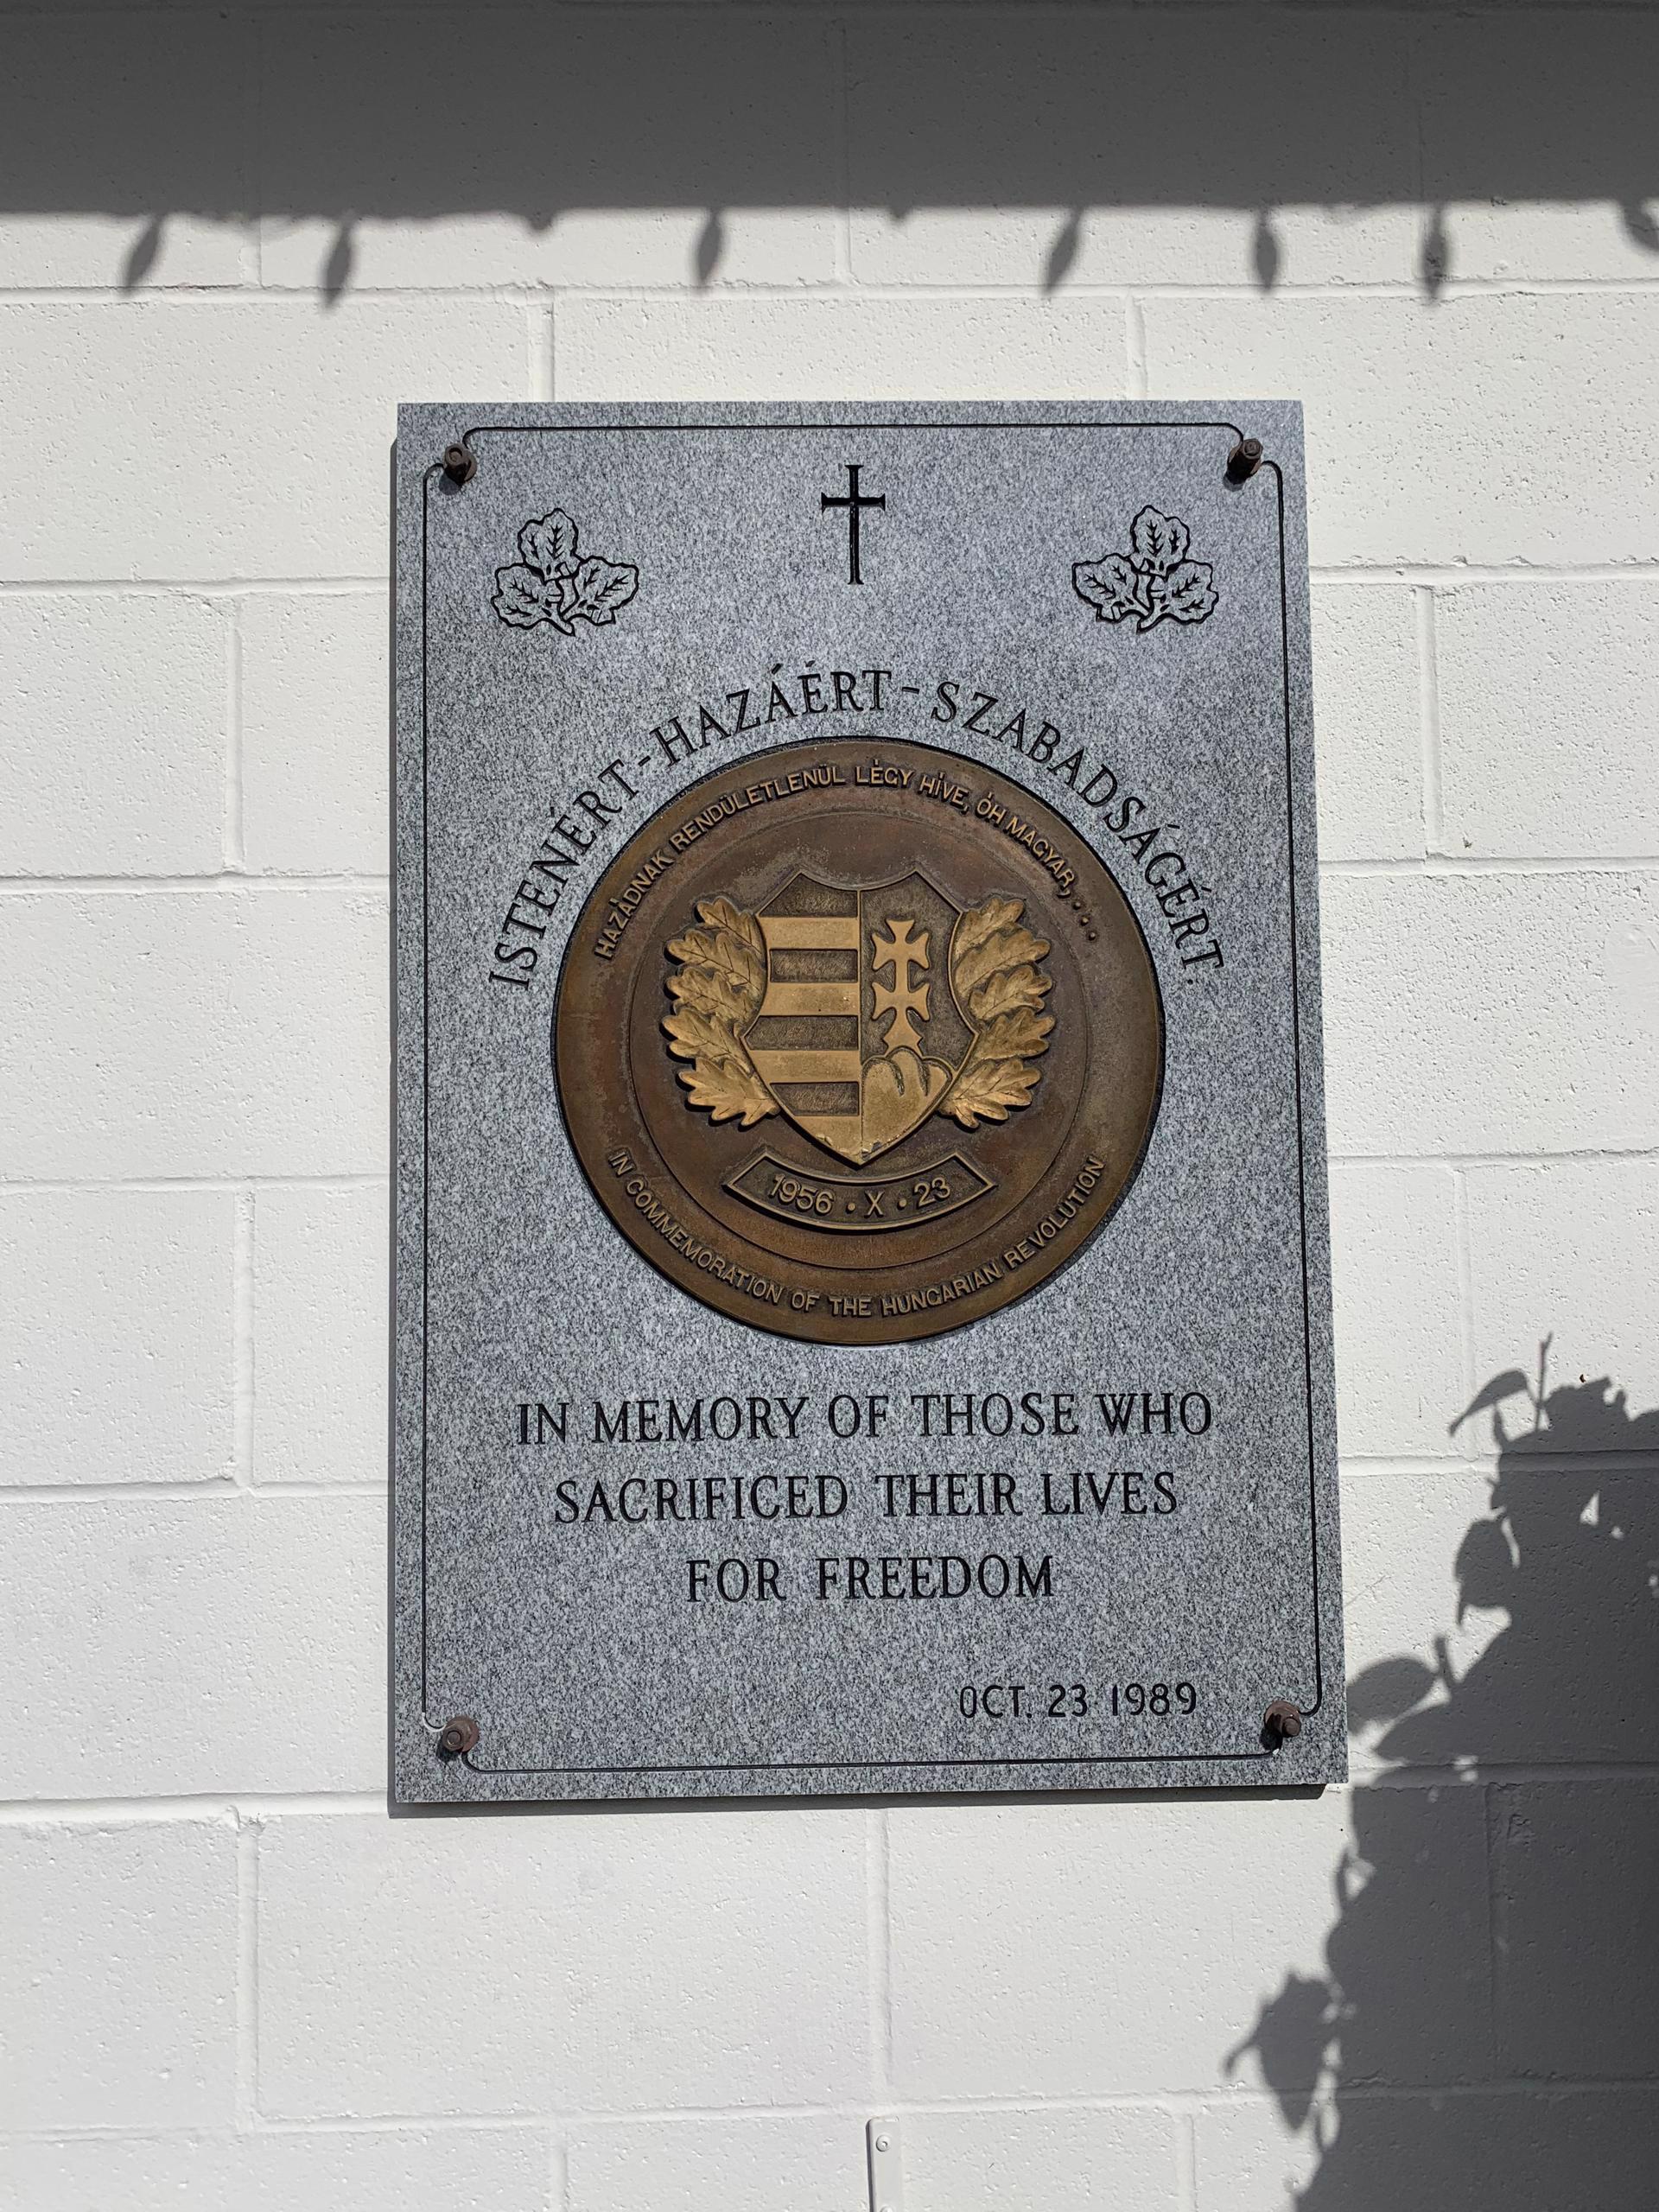 ISTENÉRT-HAZÁÉRT-SZABADSÁGÉRT.
HAZÁDNAK RENDÜLETLENÜL LÉGY HÍVE, ÓH MAGYAR, . . .
1956 · X · 23
IN COMMEMORATION OF THE HUNGARIAN REVOLUTION
IN MEMORY OF THOSE WHO
SACRIFICED THEIR LIVES
FOR FREEDOM
OCT. 23 1989